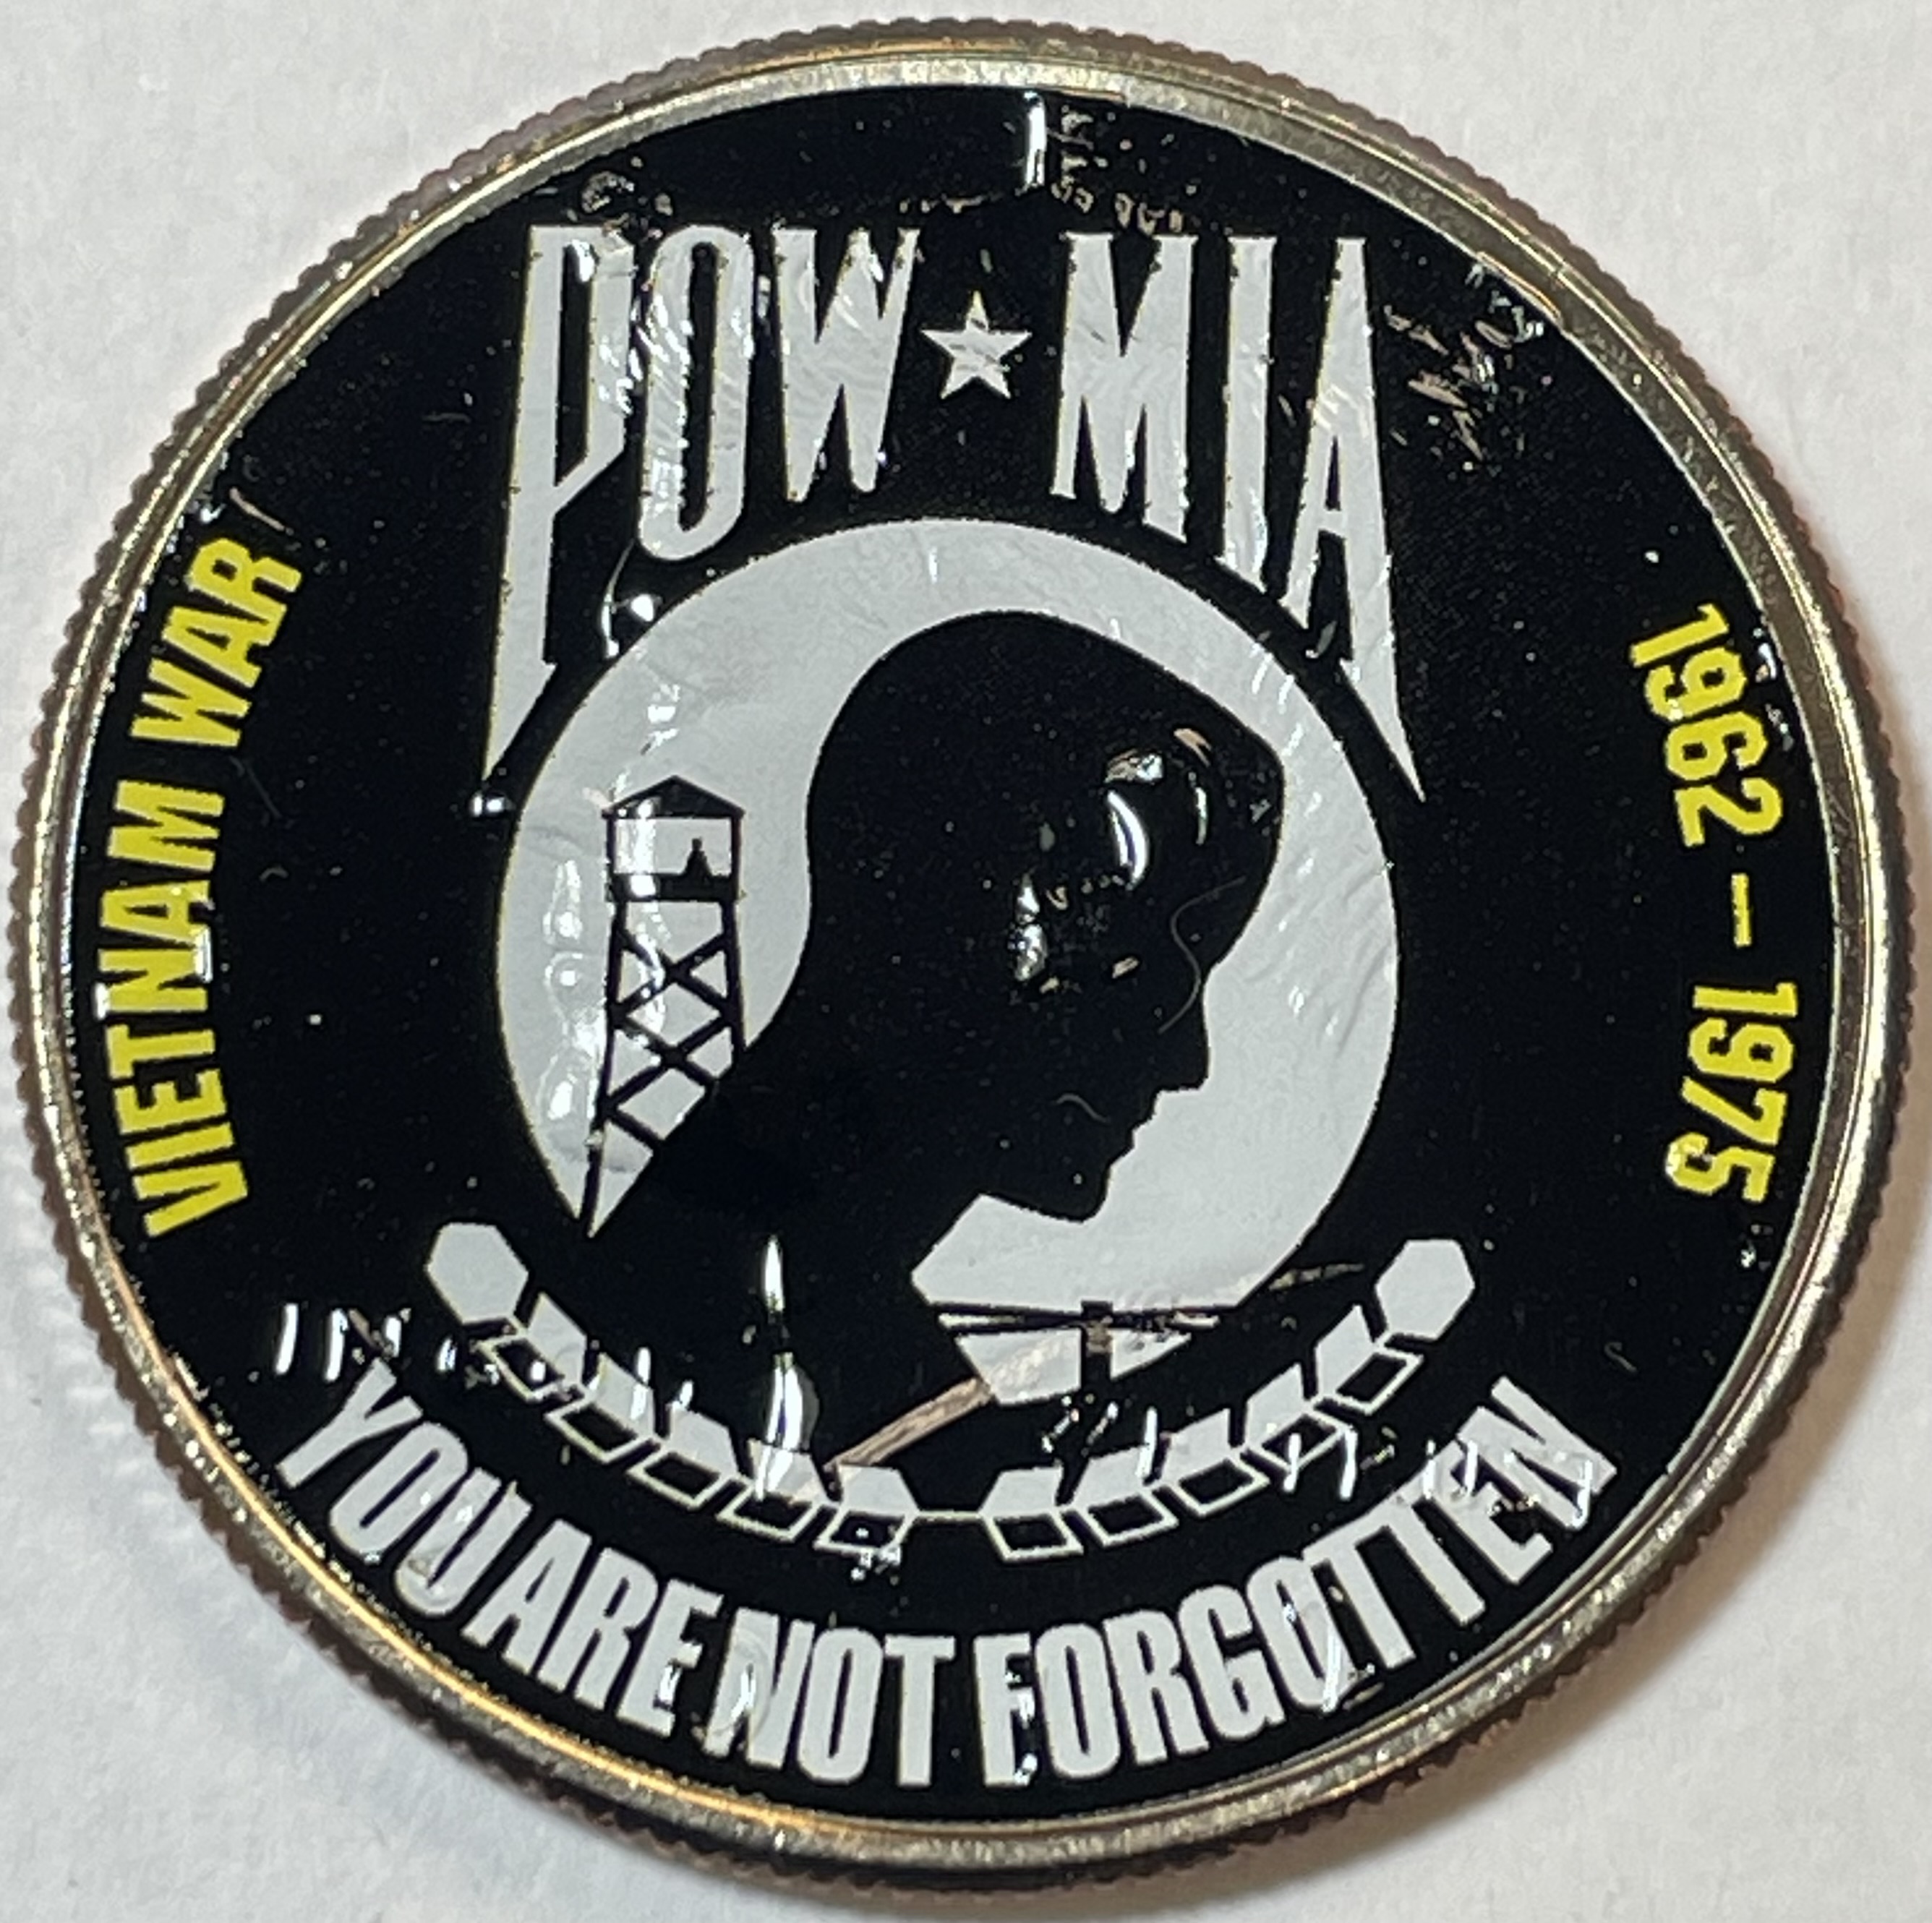 POW ★ MIA
VIETNAM WAR
1962 – 1975
YOU ARE NOT FORGOTTEN